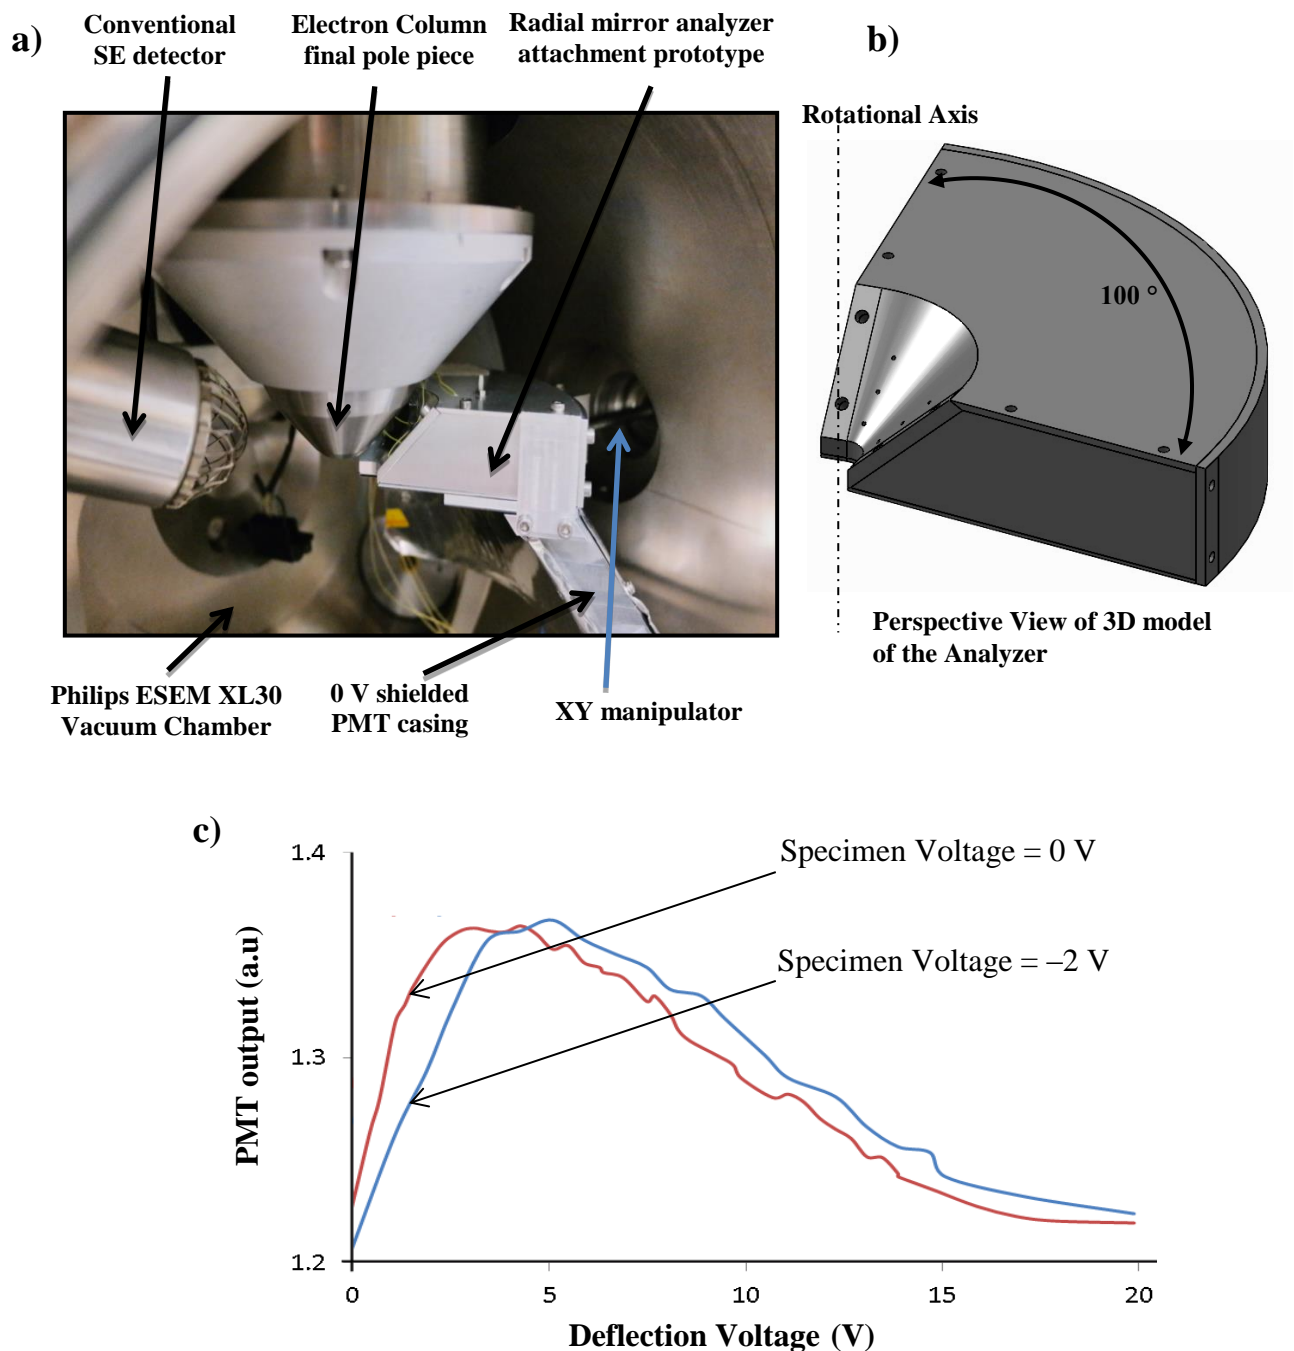 a)
Conventional
SE detector
Electron Column
final pole piece
Radial mirror analyzer
attachment prototype
b)
Rotational Axis
100 °
Philips ESEM XL30
Vacuum Chamber
0 V shielded
PMT casing
XY manipulator
Perspective View of 3D model
of the Analyzer
c)
Specimen Voltage = 0 V
Specimen Voltage = –2 V
PMT output (a.u)
1.4
1.3
1.2
0
5
10
15
20
Deflection Voltage (V)